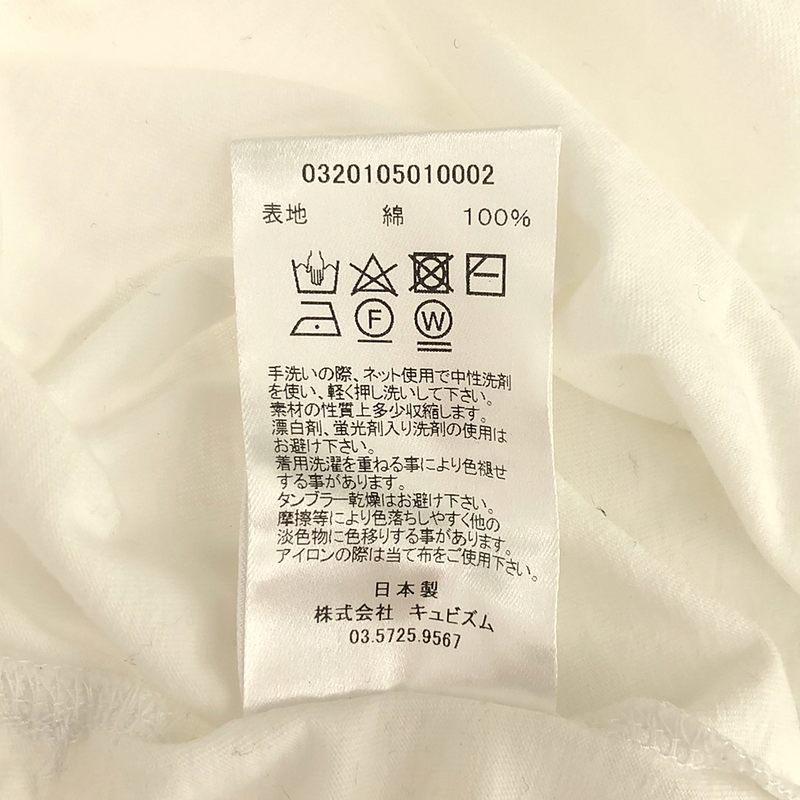 0320105010002
表地 綿 100%
F W
手洗いの際、ネット使用で中性洗剤
を使い、軽く押し洗いして下さい。
素材の性質上多少収縮します。
漂白剤、蛍光剤入り洗剤の使用は
お避け下さい。
着用洗濯を重ねる事により色褪せ
する事があります。
タンブラー乾燥はお避け下さい。
摩擦等により色落ちしやすく他の
淡色物に色移りする事があります。
アイロンの際は当て布をご使用下さい。
日本製
株式会社 キュビズム
03.5725.9567